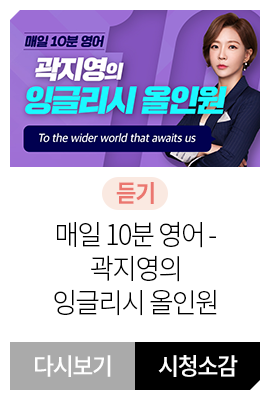 매일 10분 영어
곽지영의
잉글리시 올인원
To the wider world that awaits us
듣기
매일 10분 영어 -
곽지영의
잉글리시 올인원
다시보기 시청소감